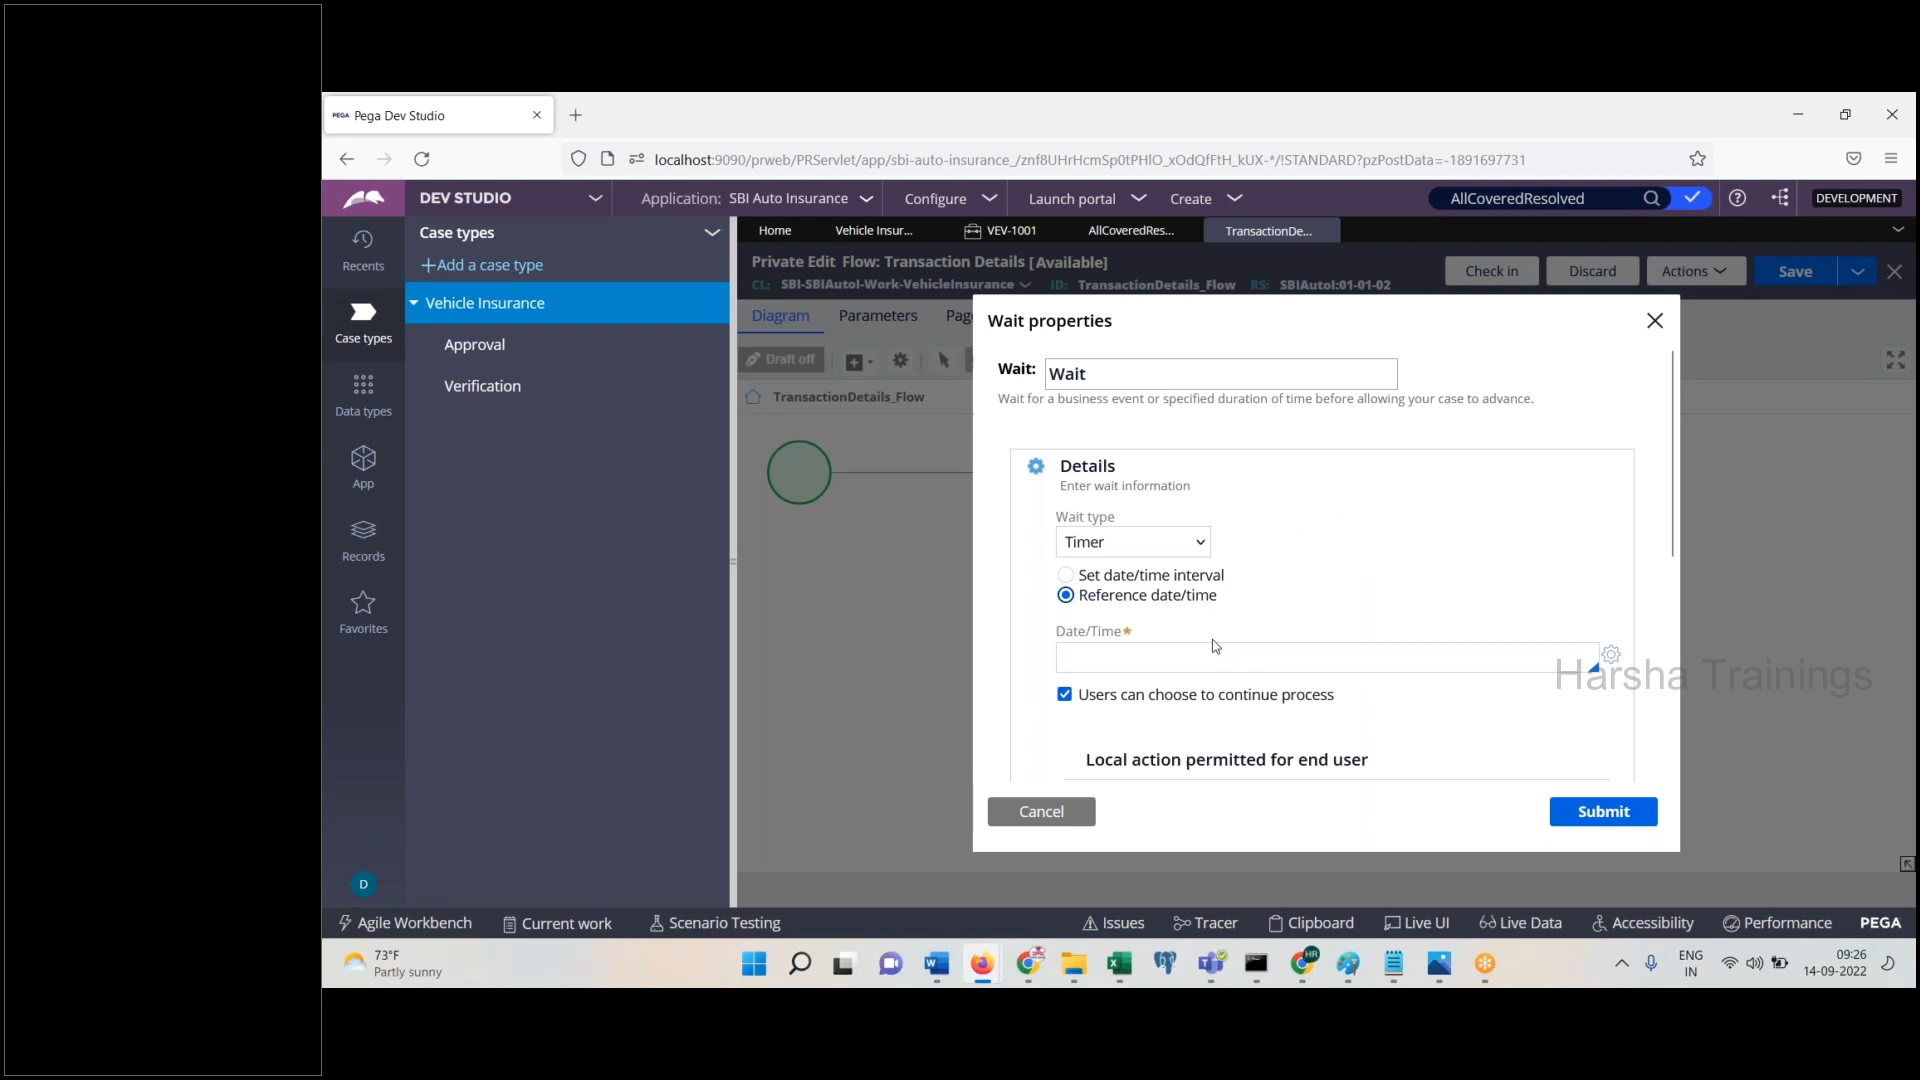 PEGA Pega Dev Studio
localhost:9090/prweb/PRServlet/app/sbi-auto-insurance_/znf8UHrHcmSp0tPHlO_xOdQfFtH_kUX-*/!STANDARD?pzPostData=-1891697731
DEV STUDIO
Application: SBI Auto Insurance
Configure
Launch portal
Create
AllCoveredResolved
DEVELOPMENT
Recents
Case types
Data types
App
Records
Favorites
D
Case types
+Add a case type
Vehicle Insurance
Approval
Verification
Home
Vehicle Insur...
VEV-1001
AllCoveredRes...
TransactionDe...
Private Edit Flow: Transaction Details [Available]
CL: SBI-SBIAutoI-Work-VehicleInsurance ID: TransactionDetails_Flow RS: SBIAutoI:01-01-02
Check in
Discard
Actions
Save
Diagram
Parameters
Pag
Draft off
TransactionDetails_Flow
Wait properties
Wait: Wait
Wait for a business event or specified duration of time before allowing your case to advance.
Details
Enter wait information
Wait type
Timer
Set date/time interval
Reference date/time
Date/Time*
Users can choose to continue process
Local action permitted for end user
Cancel
Submit
Harsha Trainings
Agile Workbench
Current work
Scenario Testing
Issues
Tracer
Clipboard
Live UI
Live Data
Accessibility
Performance
PEGA
73°F
Partly sunny
ENG
IN
09:26
14-09-2022